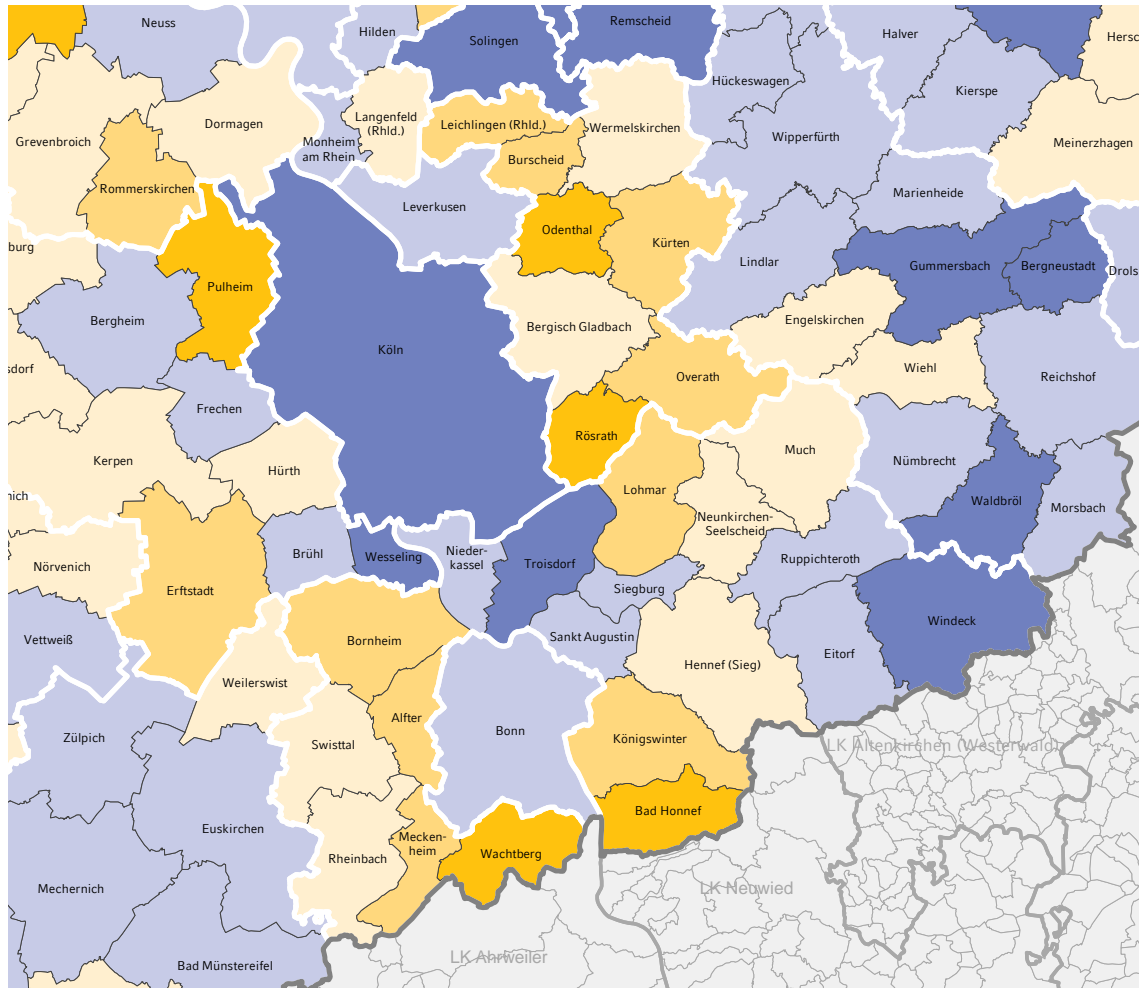 Neuss
Hilden
Solingen
Remscheid
Halver
Hersc
Hückeswagen
Kierspe
Grevenbroich
Dormagen
Langenfeld
(Rhld.)
Monheim
am Rhein
Leichlingen (Rhld.)
Wermelskirchen
Burscheid
Wipperfürth
Meinerzhagen
Rommerskirchen
Leverkusen
Marienheide
Odenthal
Kürten
burg
Lindlar
Gummersbach
Bergneustadt
Drols
Pulheim
Bergheim
Bergisch Gladbach
Engelskirchen
Köln
sdorf
Overath
Wiehl
Reichshof
Frechen
Rösrath
Much
Kerpen
Hürth
Nümbrecht
nich
Lohmar
Waldbröl
Morsbach
Neunkirchen-
Seelscheid
Nörvenich
Brühl
Wesseling
Nieder-
kassel
Troisdorf
Ruppichteroth
Erftstadt
Siegburg
Vettweiß
Bornheim
Sankt Augustin
Windeck
Eitorf
Hennef (Sieg)
Weilerswist
Alfter
Zülpich
Swisttal
Bonn
Königswinter
LK Altenkirchen (Westerwald)
Euskirchen
Mecken-
heim
Bad Honnef
Rheinbach
Wachtberg
Mechernich
LK Neuwied
Bad Münstereifel
LK Ahrweiler